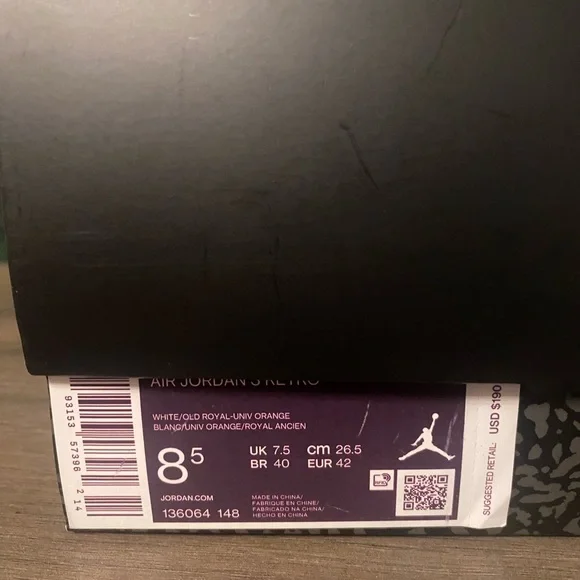 AIR JORDAN 3 RETRO
WHITE/OLD ROYAL-UNIV ORANGE
BLANC/UNIV ORANGE/ROYAL ANCIEN
8 5
UK 7.5 cm 26.5
BR 40 EUR 42
JORDAN.COM
136064 148
MADE IN CHINA/
FABRIQUE EN CHINE/
FABRICADO NA CHINA/
HECHO EN CHINA
SUGGESTED RETAIL: USD $190
93153 57396 2 14